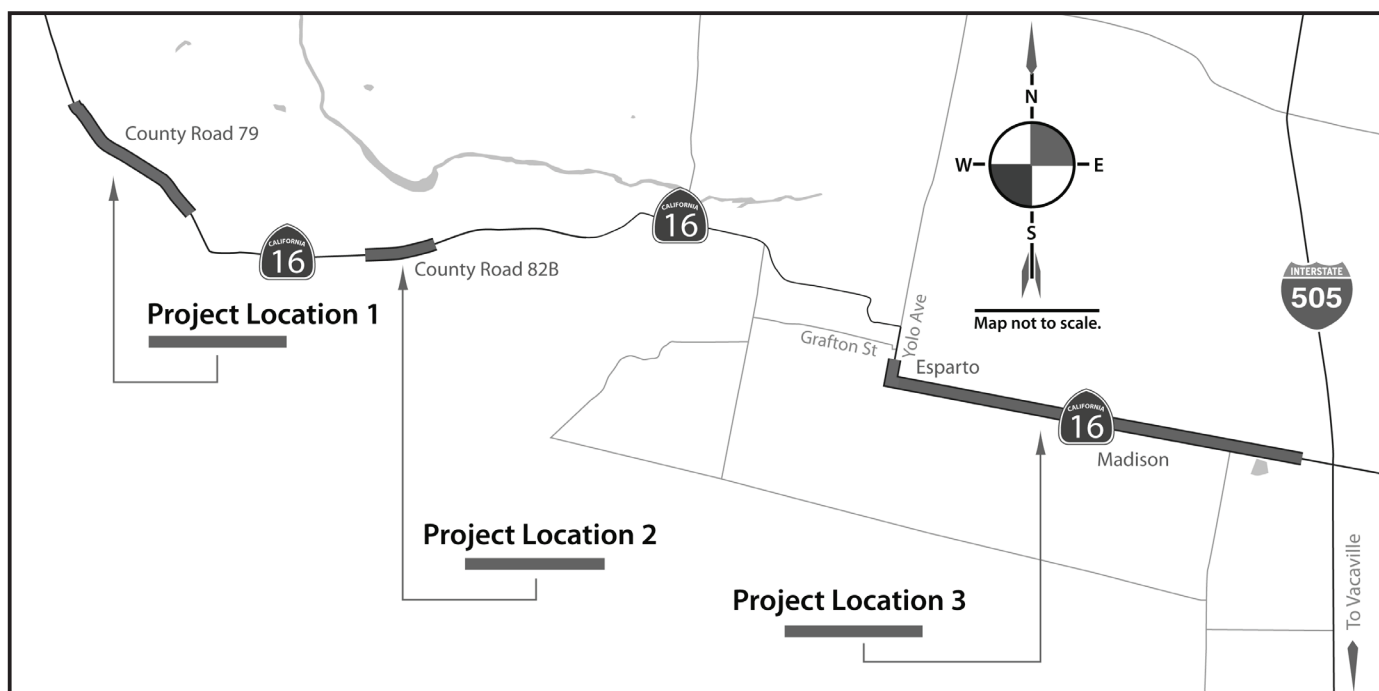 County Road 79
N
W
E
S
Map not to scale.
CALIFORNIA
16
CALIFORNIA
16
County Road 82B
INTERSTATE
505
Project Location 1
Yolo Ave
Grafton St
Esparto
CALIFORNIA
16
Madison
Project Location 2
Project Location 3
To Vacaville